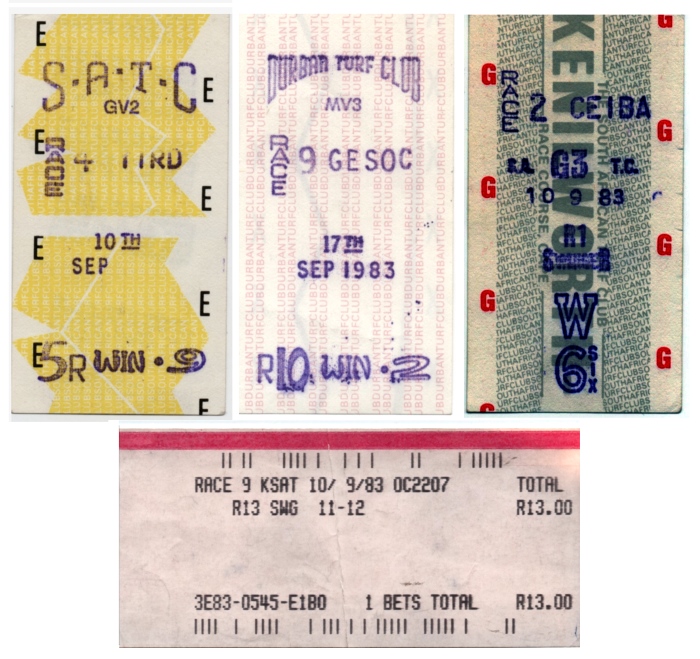 S·A·T·C
GV2
RACE 4
10TH
SEP
5R WIN · 9
DURBAN TURF CLUB
MV3
RACE 9 GESOC
17TH
SEP 1983
R10 WIN · 2
KENILWORTH
RACE 2 CEIBA
S.A. G3 T.C.
10 9 83
R1
W
6 SIX
RACE 9 KSAT 10/ 9/83 0C2207 TOTAL
R13 SWG 11-12 R13.00
3E83-0545-E1B0 1 BETS TOTAL R13.00